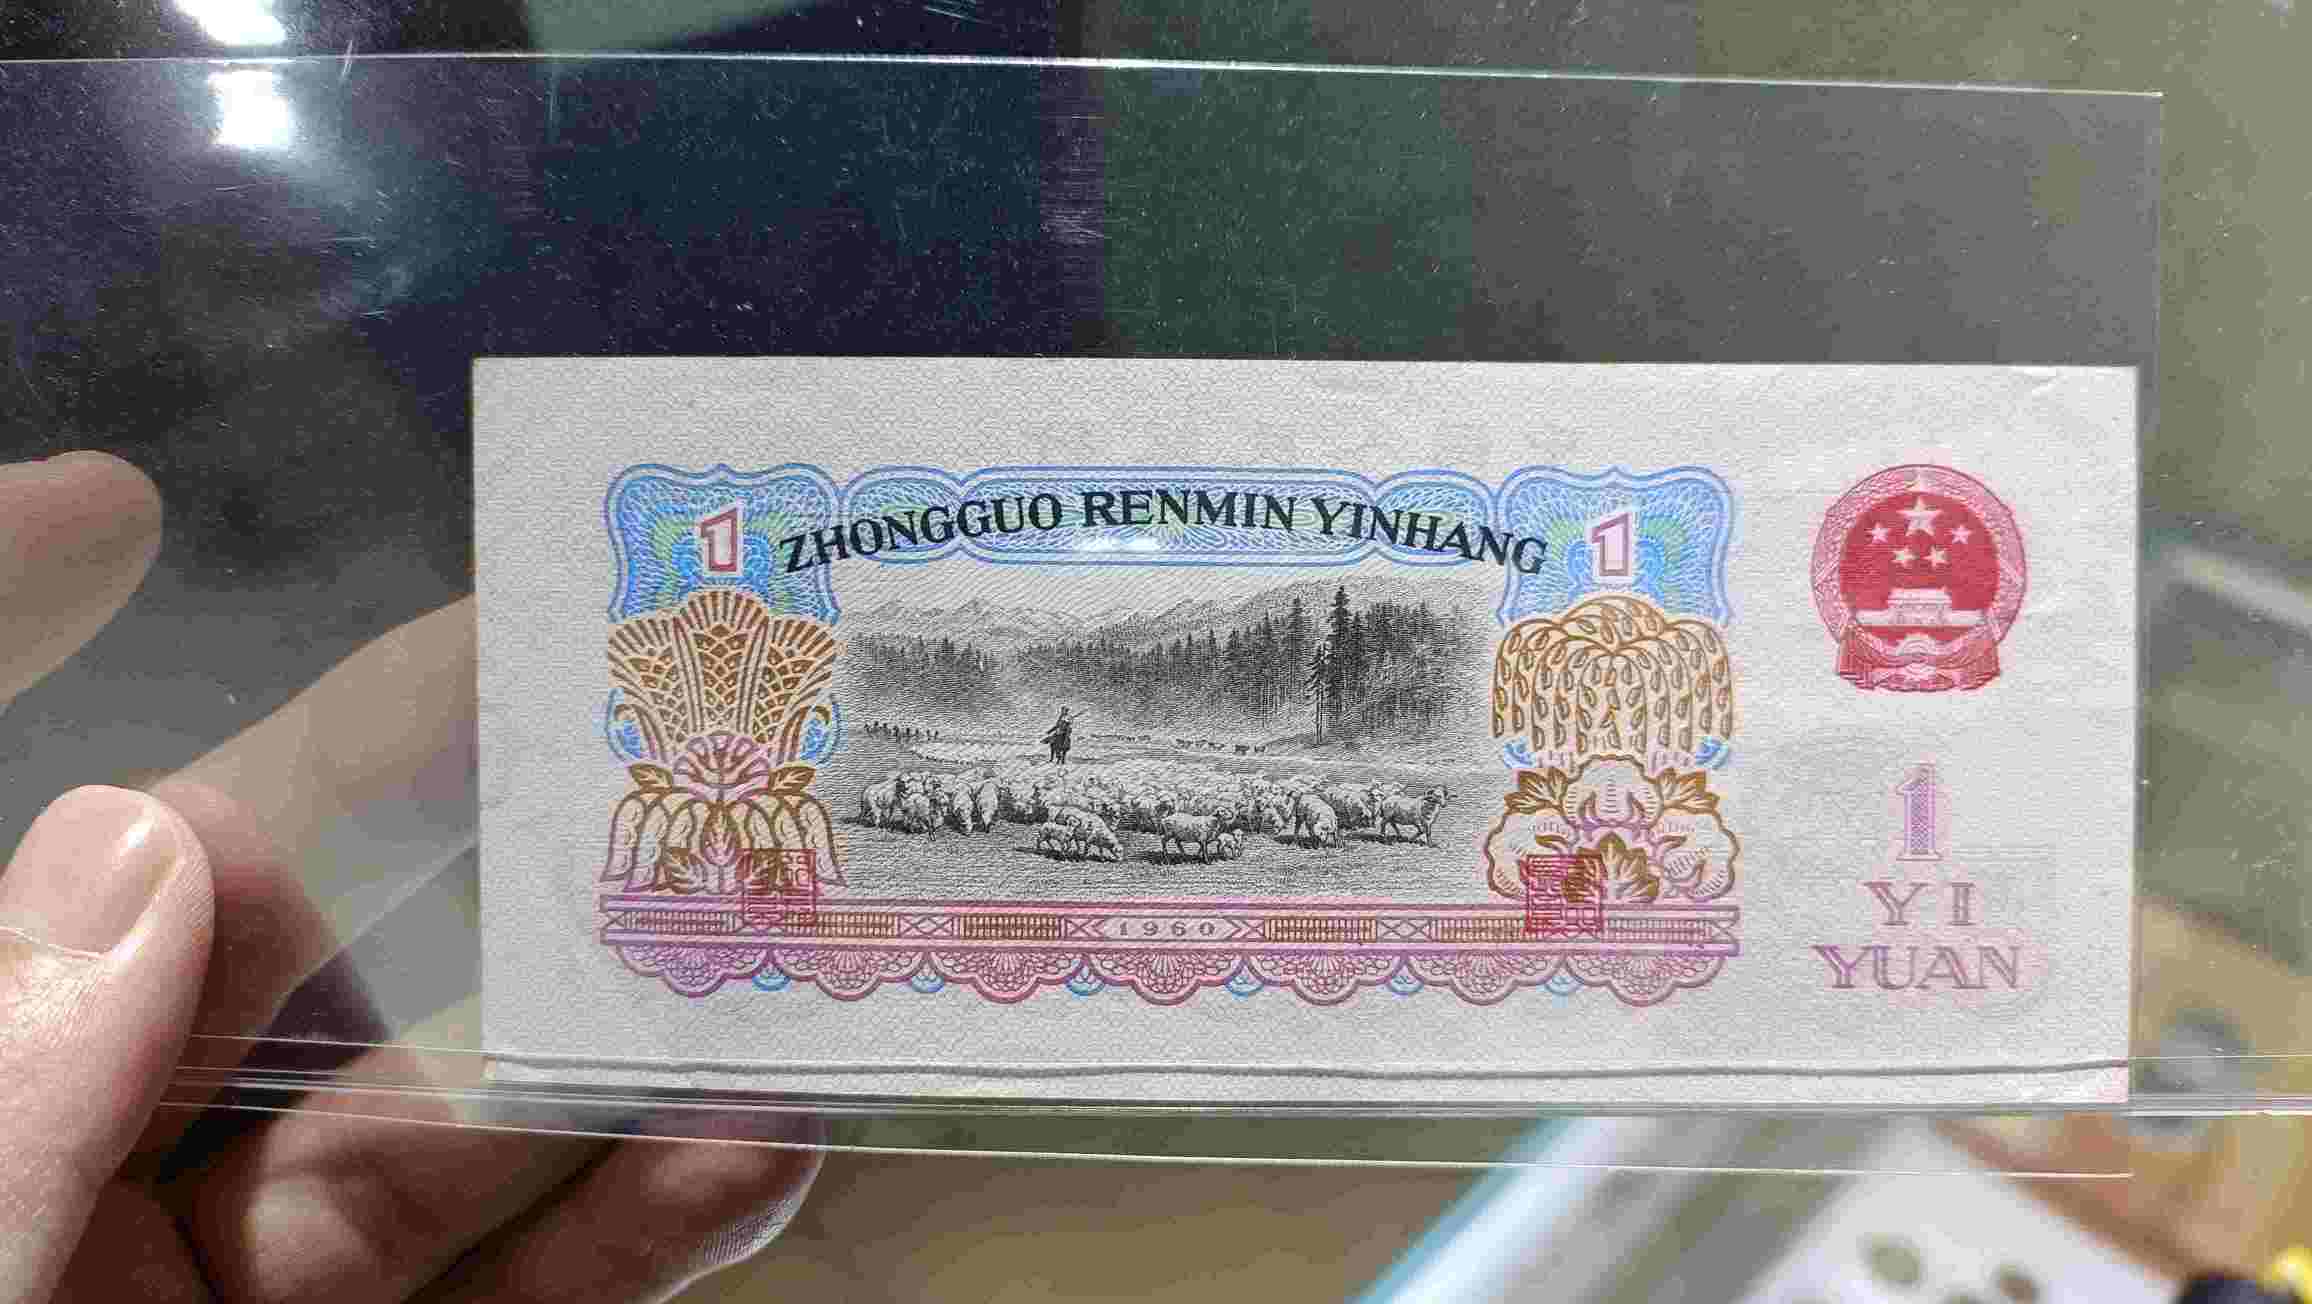 ZHONGGUO RENMIN YINHANG
1
1
1960
1
YI
YUAN